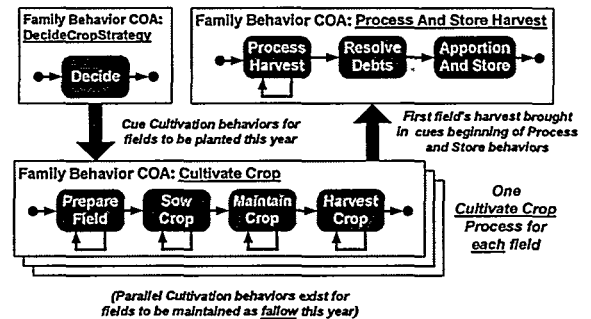 Family Behavior COA:
DecideCropStrategy
Decide
Family Behavior COA: Process And Store Harvest
Process
Harvest
Resolve
Debts
Apportion
And Store
Cue Cultivation behaviors for
fields to be planted this year
First field's harvest brought
in cues beginning of Process
and Store behaviors
Family Behavior COA: Cultivate Crop
Prepare
Field
Sow
Crop
Maintain
Crop
Harvest
Crop
One
Cultivate Crop
Process for
each field
(Parallel Cultivation behaviors exist for
fields to be maintained as fallow this year)